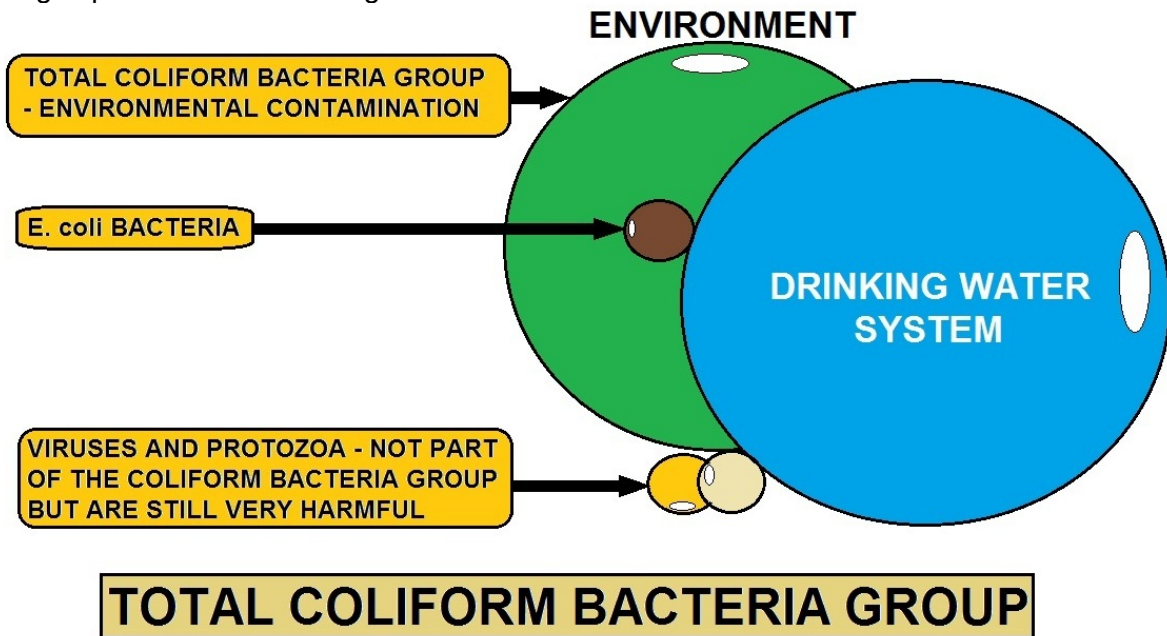 ENVIRONMENT
TOTAL COLIFORM BACTERIA GROUP
- ENVIRONMENTAL CONTAMINATION
E. coli BACTERIA
DRINKING WATER
SYSTEM
VIRUSES AND PROTOZOA - NOT PART
OF THE COLIFORM BACTERIA GROUP
BUT ARE STILL VERY HARMFUL
TOTAL COLIFORM BACTERIA GROUP